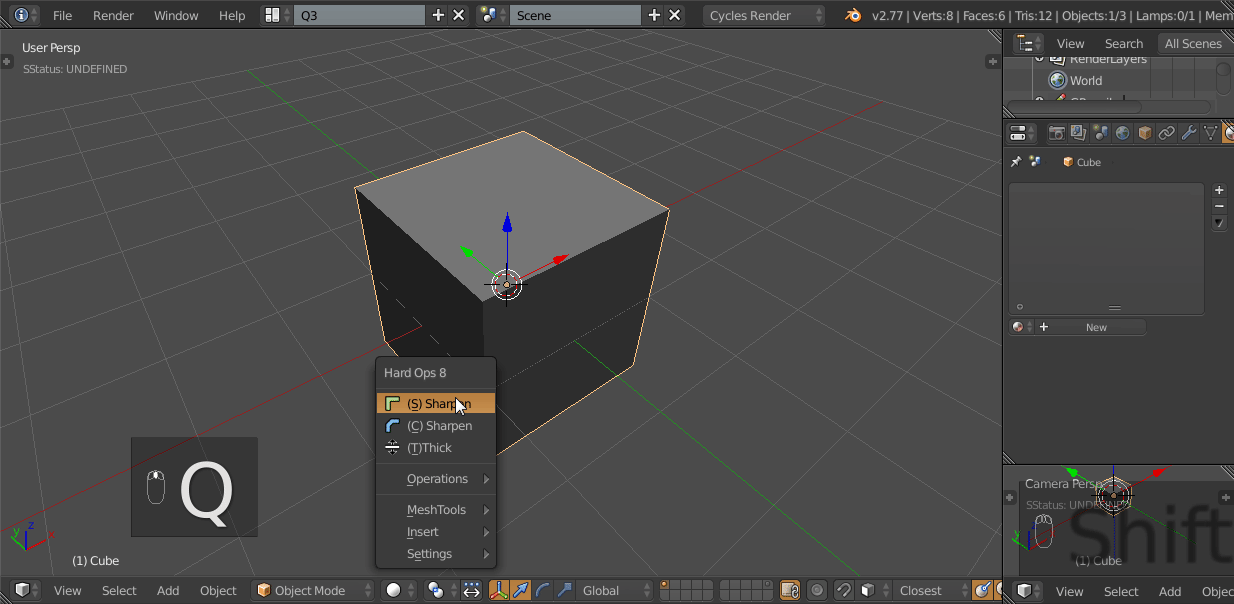 File Render Window Help Q3 Scene Cycles Render v2.77 | Verts:8 | Faces:6 | Tris:12 | Objects:1/3 | Lamps:0/1 | Mem
User Persp
SStatus: UNDEFINED
View Search All Scenes
RenderLayers
World
Cube
New
Hard Ops 8
(S) Sharpen
(C) Sharpen
(T)Thick
Operations
MeshTools
Insert
Settings
Q
z
y
x
(1) Cube
Camera Persp
SStatus: UNDEFINED
Shift
(1) Cube
View Select Add Object Object Mode Global Closest
View Select Add Objec